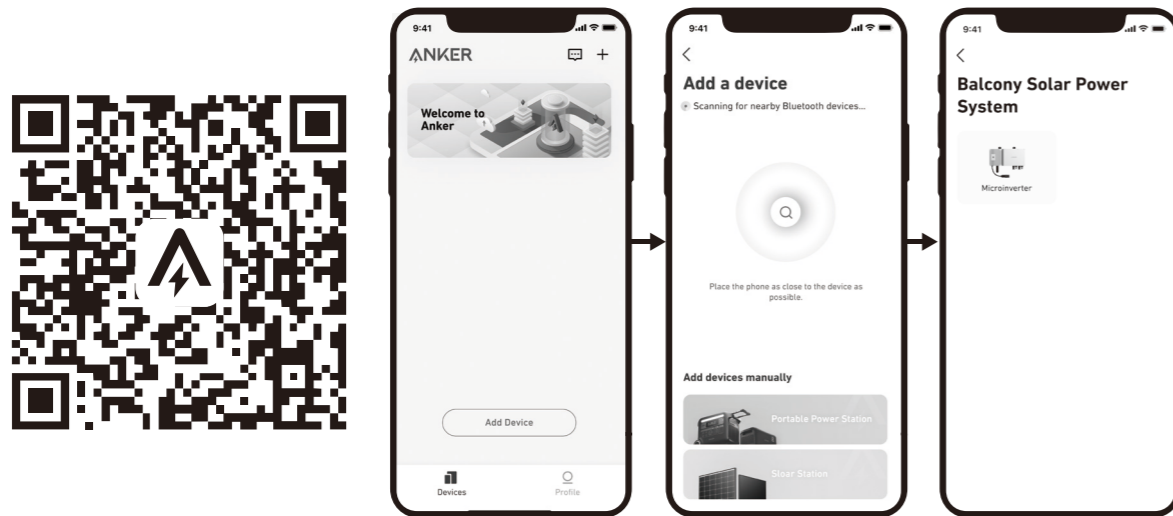 9:41
ANKER
Welcome to
Anker
Add Device
Devices
Profile
9:41
Add a device
Scanning for nearby Bluetooth devices...
Place the phone as close to the device as
possible.
Add devices manually
Portable Power Station
Sloar Station
9:41
Balcony Solar Power
System
Microinverter